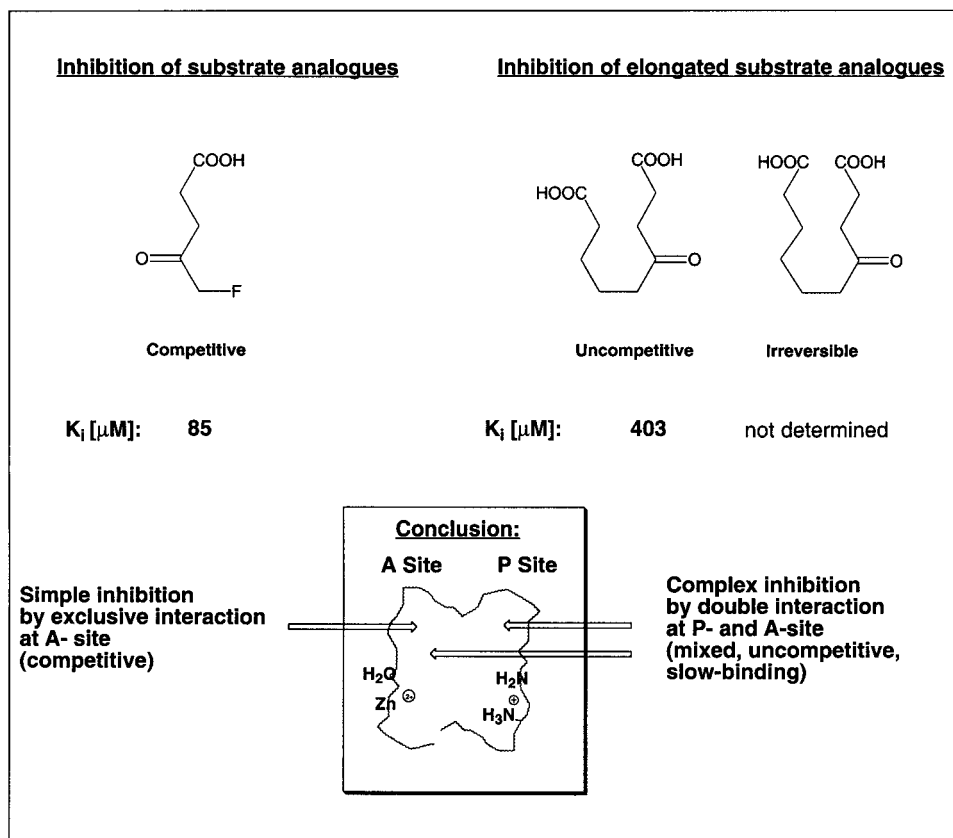 Inhibition of substrate analogues
Inhibition of elongated substrate analogues
COOH
O
F
Competitive
COOH
HOOC
O
Uncompetitive
HOOC
COOH
O
Irreversible
Ki [μM]: 85
Ki [μM]: 403 not determined
Conclusion:
A Site P Site
H2O
Zn 2+
H2N
+
H3N
Simple inhibition
by exclusive interaction
at A- site
(competitive)
Complex inhibition
by double interaction
at P- and A-site
(mixed, uncompetitive,
slow-binding)